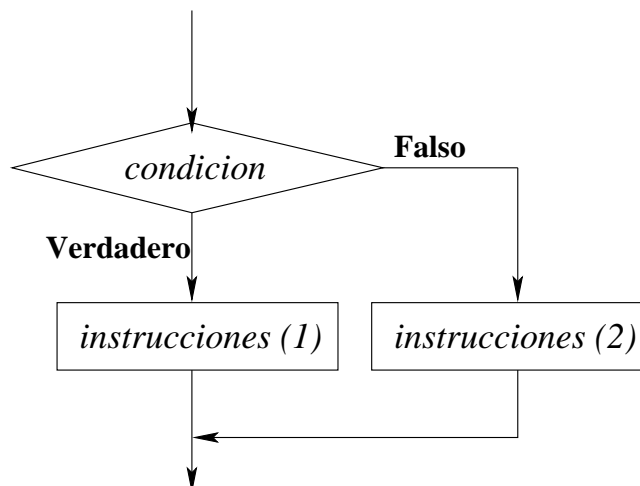 Falso
condicion
Verdadero
instrucciones (1)
instrucciones (2)